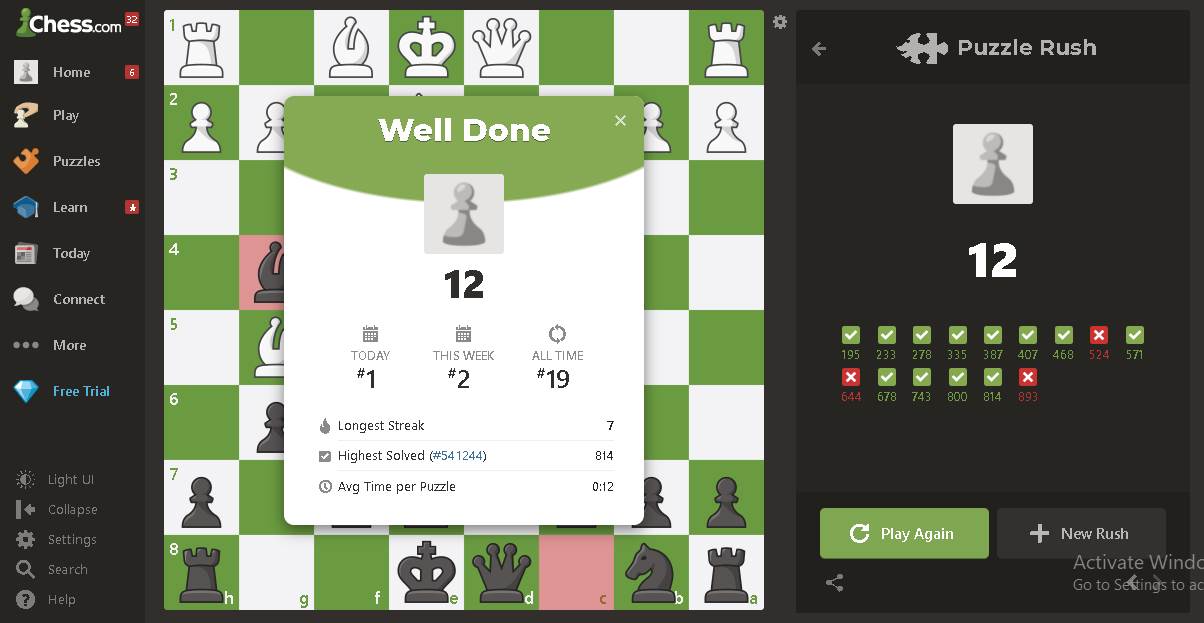 Chess.com 32
Home 6
Play
Puzzles
Learn
Today
Connect
More
Free Trial
Light UI
Collapse
Settings
Search
Help
1
2
3
4
5
6
7
8
h g f e d c b a
Well Done
12
TODAY THIS WEEK ALL TIME
#1 #2 #19
Longest Streak 7
Highest Solved (#541244) 814
Avg Time per Puzzle 0:12
Puzzle Rush
12
195 233 278 335 387 407 468 524 571
644 678 743 800 814 893
Play Again
New Rush
Activate Windo
Go to Settings to ac